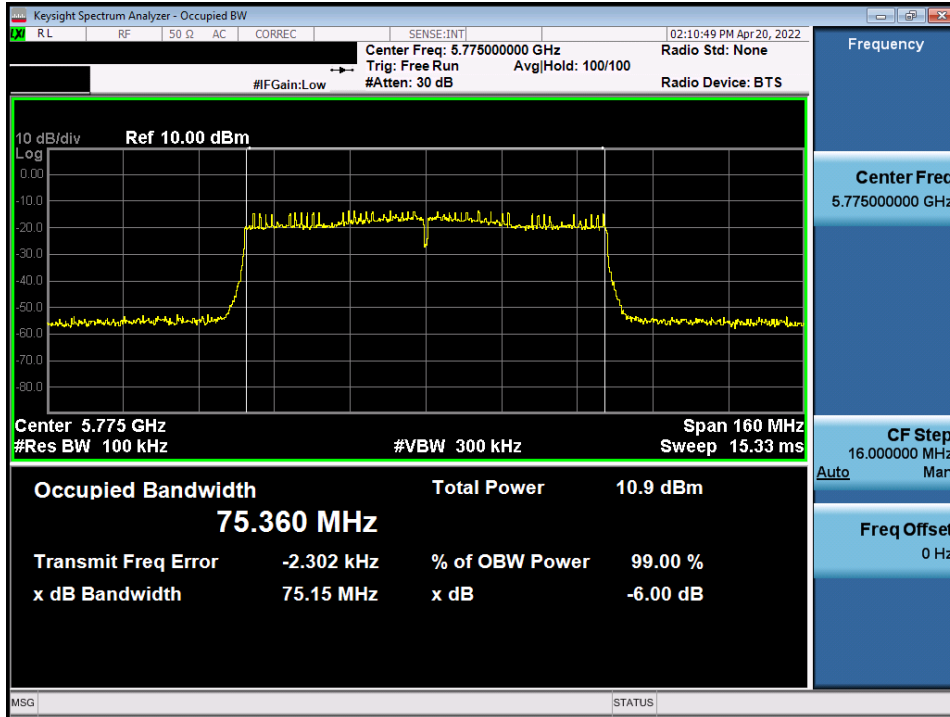 Keysight Spectrum Analyzer - Occupied BW
LXI RL RF 50 Ω AC CORREC SENSE:INT 02:10:49 PM Apr 20, 2022
Center Freq: 5.775000000 GHz Radio Std: None
Trig: Free Run Avg|Hold: 100/100
#IFGain:Low #Atten: 30 dB Radio Device: BTS
10 dB/div Ref 10.00 dBm
Log
0.00
-10.0
-20.0
-30.0
-40.0
-50.0
-60.0
-70.0
-80.0
Center 5.775 GHz Span 160 MHz
#Res BW 100 kHz #VBW 300 kHz Sweep 15.33 ms
Occupied Bandwidth Total Power 10.9 dBm
75.360 MHz
Transmit Freq Error -2.302 kHz % of OBW Power 99.00 %
x dB Bandwidth 75.15 MHz x dB -6.00 dB
Frequency
Center Freq
5.775000000 GHz
CF Step
16.000000 MHz
Auto Man
Freq Offset
0 Hz
MSG STATUS